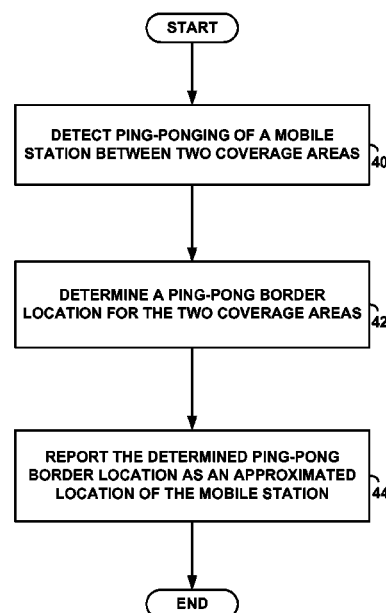 START
DETECT PING-PONGING OF A MOBILE
STATION BETWEEN TWO COVERAGE AREAS
40
DETERMINE A PING-PONG BORDER
LOCATION FOR THE TWO COVERAGE AREAS
42
REPORT THE DETERMINED PING-PONG
BORDER LOCATION AS AN APPROXIMATED
LOCATION OF THE MOBILE STATION
44
END